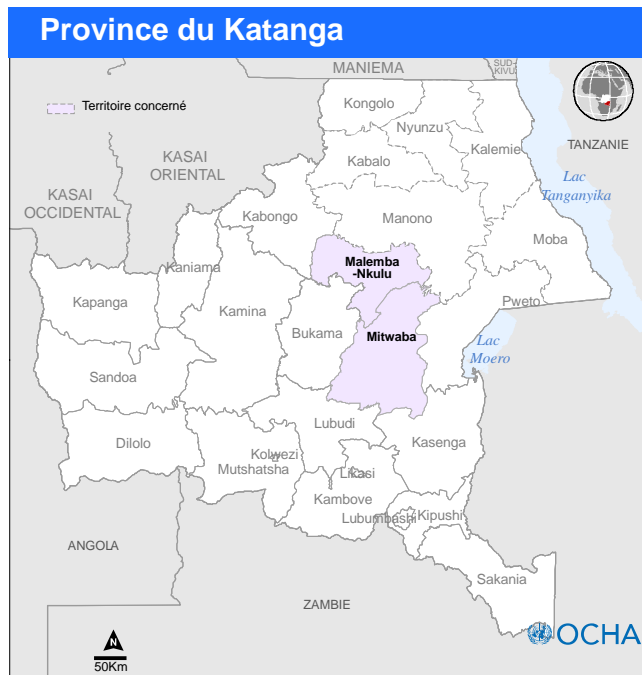 Province du Katanga
MANIEMA
SUD-
KIVU
Territoire concerné
Kongolo
Nyunzu
Kalemie
TANZANIE
KASAI
ORIENTAL
Kabalo
Lac
Tanganyika
KASAI
OCCIDENTAL
Kabongo
Manono
Moba
Malemba
-Nkulu
Kaniama
Kapanga
Kamina
Pweto
Bukama
Mitwaba
Lac
Moero
Sandoa
Lubudi
Dilolo
Kolwezi
Mutshatsha
Kasenga
Likasi
Kambove
Lubumbashi
Kipushi
ANGOLA
Sakania
ZAMBIE
N
50Km
OCHA